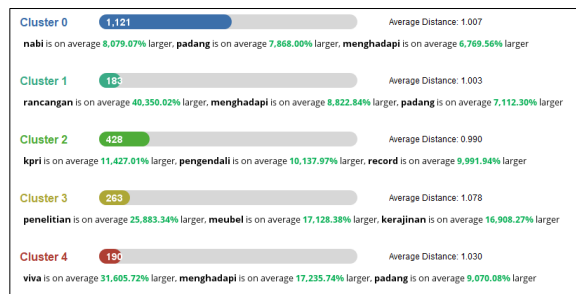 Cluster 0 1,121 Average Distance: 1.007
nabi is on average 8,079.07% larger, padang is on average 7,868.00% larger, menghadapi is on average 6,769.56% larger
Cluster 1 183 Average Distance: 1.003
rancangan is on average 40,350.02% larger, menghadapi is on average 8,822.84% larger, padang is on average 7,112.30% larger
Cluster 2 428 Average Distance: 0.990
kpri is on average 11,427.01% larger, pengendali is on average 10,137.97% larger, record is on average 9,991.94% larger
Cluster 3 263 Average Distance: 1.078
penelitian is on average 25,883.34% larger, meubel is on average 17,128.38% larger, kerajinan is on average 16,908.27% larger
Cluster 4 190 Average Distance: 1.030
viva is on average 31,605.72% larger, menghadapi is on average 17,235.74% larger, padang is on average 9,070.08% larger